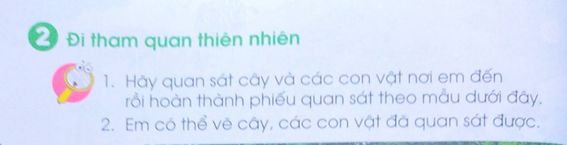 2 Đi tham quan thiên nhiên
1. Hãy quan sát cây và các con vật nơi em đến
rồi hoàn thành phiếu quan sát theo mẫu dưới đây.
2. Em có thể vẽ cây, các con vật đã quan sát được.